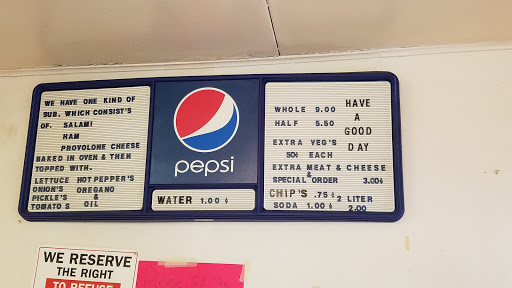 WE HAVE ONE KIND OF
SUB, WHICH CONSIST'S
OF. SALAMI
HAM
PROVOLONE CHEESE
BAKED IN OVEN & THEN
TOPPED WITH.
LETTUCE HOT PEPPER'S
ONION'S OREGANO
PICKLE'S &
TOMATO S OIL
pepsi
WATER 1.00 ¢
WHOLE 9.00
HALF 5.50
EXTRA VEG'S
50¢ EACH
HAVE
A
GOOD
DAY
EXTRA MEAT & CHEESE
&
SPECIAL ORDER 3.00¢
CHIP'S .75¢
SODA 1.00 ¢
2 LITER
2.00
WE RESERVE
THE RIGHT
TO REFUSE